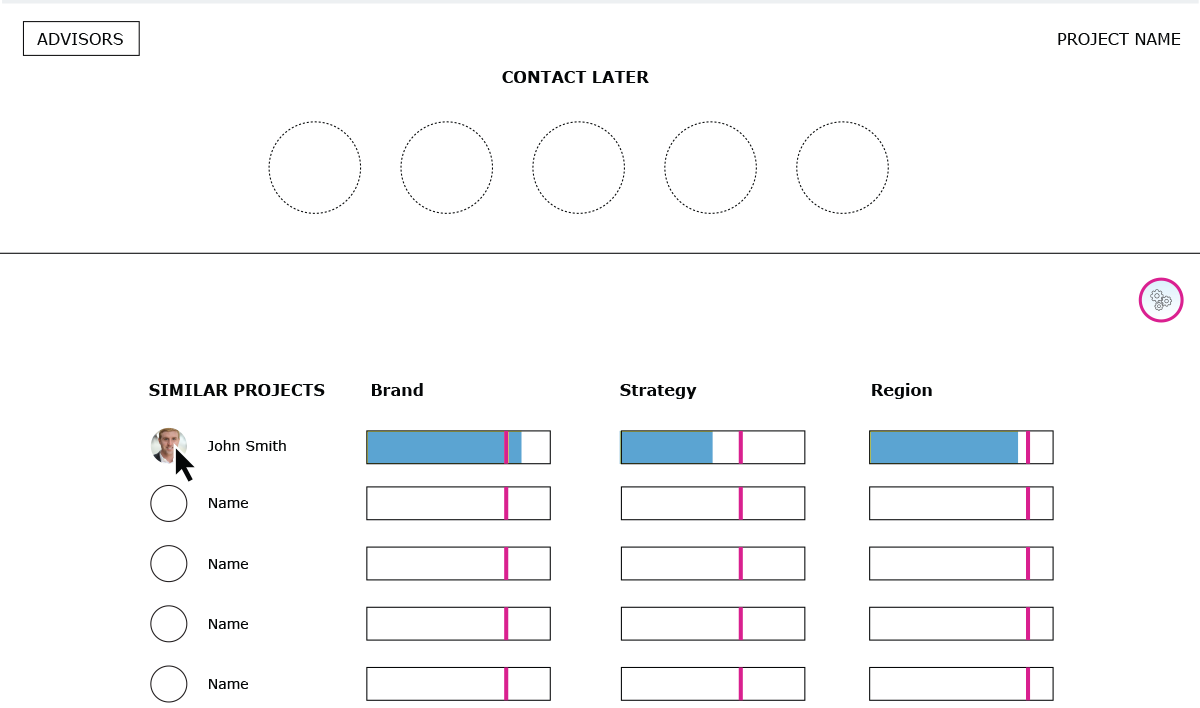 ADVISORS
PROJECT NAME
CONTACT LATER
SIMILAR PROJECTS Brand Strategy Region
John Smith
Name
Name
Name
Name